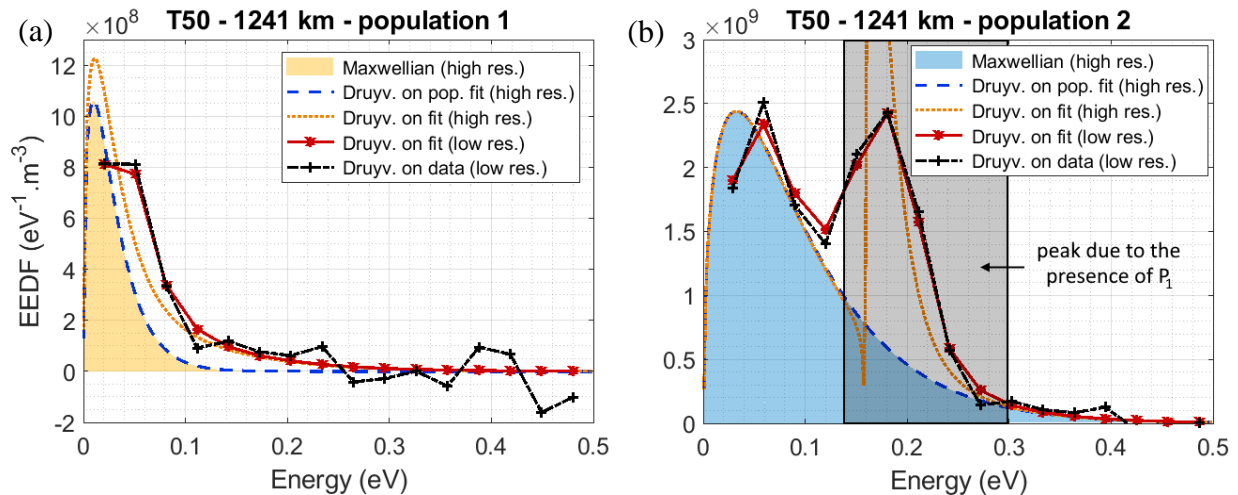 (a)
T50 - 1241 km - population 1
×10⁸
EEDF (eV⁻¹.m⁻³)
12
10
8
6
4
2
0
-2
Maxwellian (high res.)
Druyv. on pop. fit (high res.)
Druyv. on fit (high res.)
Druyv. on fit (low res.)
Druyv. on data (low res.)
0 0.1 0.2 0.3 0.4 0.5
Energy (eV)
(b)
T50 - 1241 km - population 2
×10⁹
3
2.5
2
1.5
1
0.5
0
Maxwellian (high res.)
Druyv. on pop. fit (high res.)
Druyv. on fit (high res.)
Druyv. on fit (low res.)
Druyv. on data (low res.)
peak due to the
presence of P₁
0 0.1 0.2 0.3 0.4 0.5
Energy (eV)